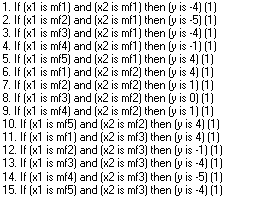 1. If (x1 is mf1) and (x2 is mf1) then (y is -4) (1)
2. If (x1 is mf2) and (x2 is mf1) then (y is -5) (1)
3. If (x1 is mf3) and (x2 is mf1) then (y is -4) (1)
4. If (x1 is mf4) and (x2 is mf1) then (y is -1) (1)
5. If (x1 is mf5) and (x2 is mf1) then (y is 4) (1)
6. If (x1 is mf1) and (x2 is mf2) then (y is 4) (1)
7. If (x1 is mf2) and (x2 is mf2) then (y is 1) (1)
8. If (x1 is mf3) and (x2 is mf2) then (y is 0) (1)
9. If (x1 is mf4) and (x2 is mf2) then (y is 1) (1)
10. If (x1 is mf5) and (x2 is mf2) then (y is 4) (1)
11. If (x1 is mf1) and (x2 is mf3) then (y is 4) (1)
12. If (x1 is mf2) and (x2 is mf3) then (y is -1) (1)
13. If (x1 is mf3) and (x2 is mf3) then (y is -4) (1)
14. If (x1 is mf4) and (x2 is mf3) then (y is -5) (1)
15. If (x1 is mf5) and (x2 is mf3) then (y is -4) (1)